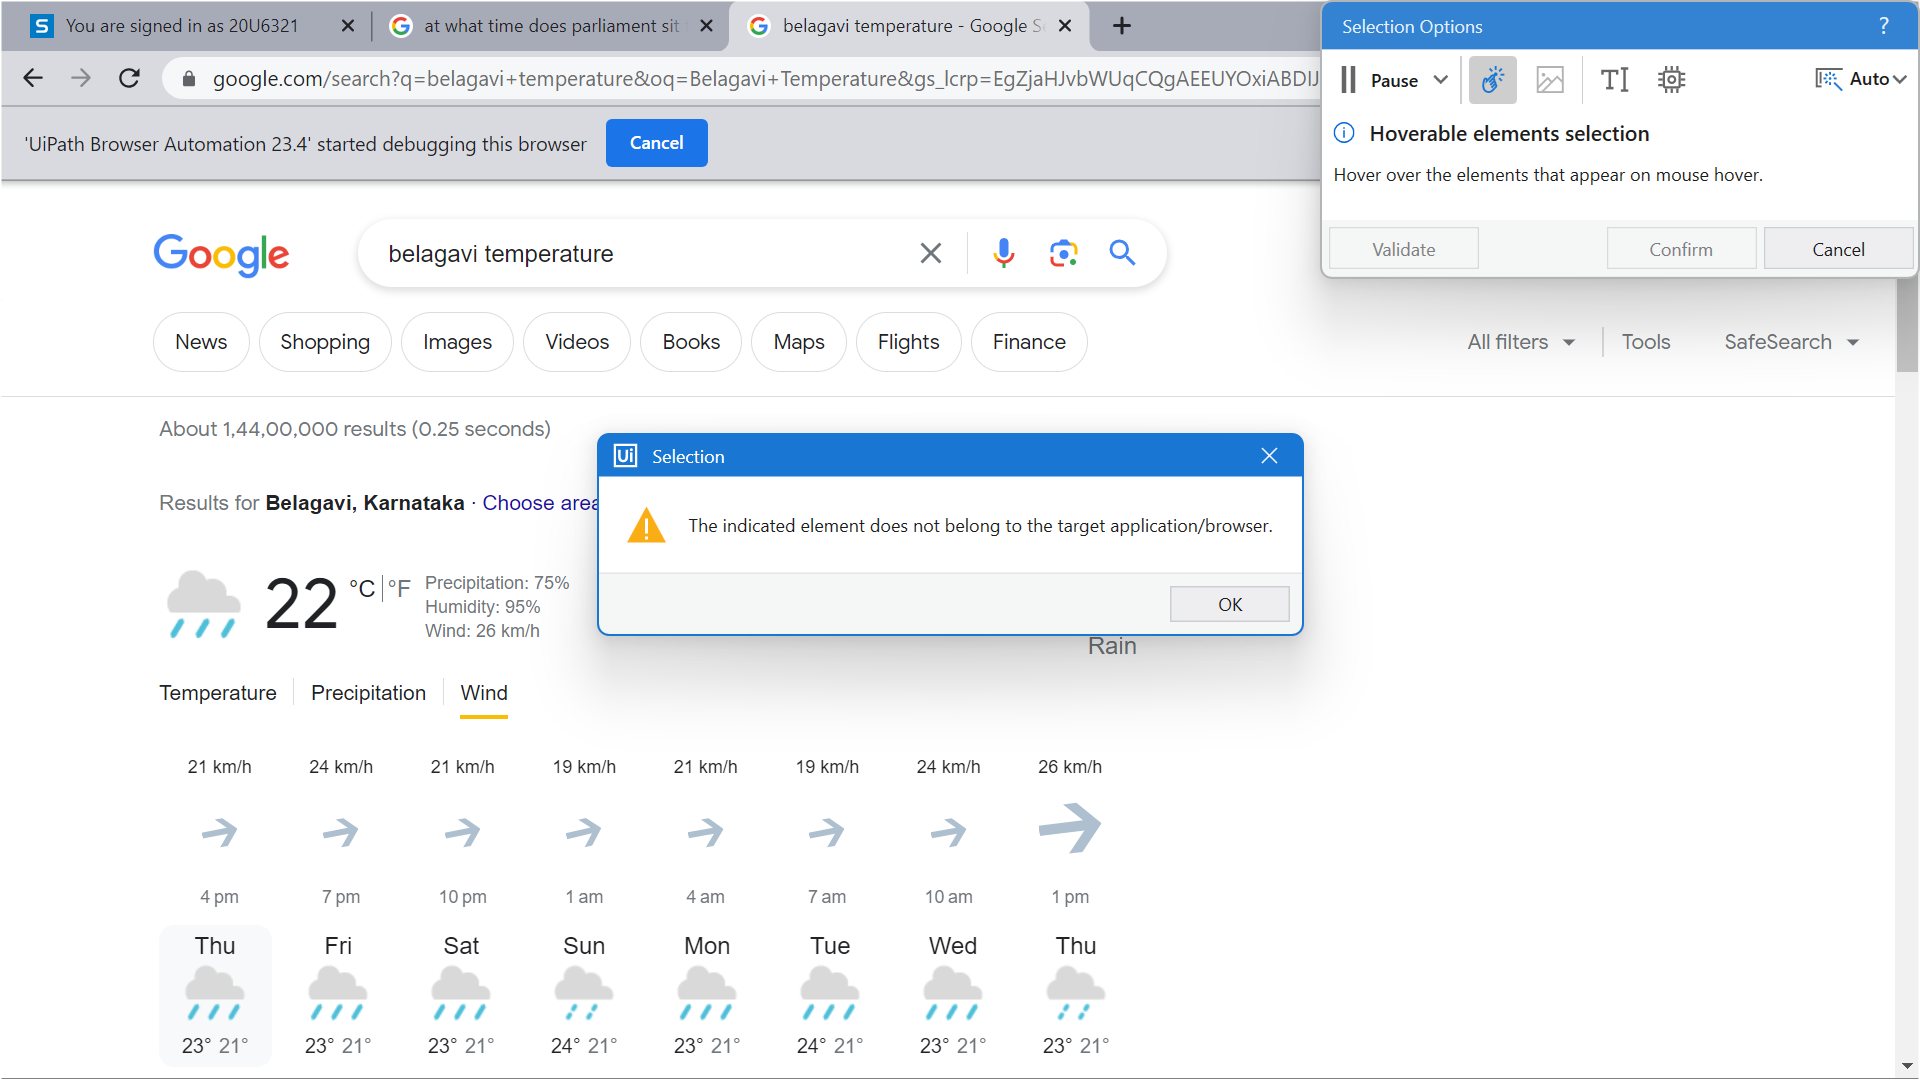 S You are signed in as 20U6321
at what time does parliament sit
belagavi temperature - Google S
Selection Options ?
google.com/search?q=belagavi+temperature&oq=Belagavi+Temperature&gs_lcrp=EgZjaHJvbWUqCQgAEEUYOxiABDIJ
Pause
Auto
Hoverable elements selection
Hover over the elements that appear on mouse hover.
Validate Confirm Cancel
'UiPath Browser Automation 23.4' started debugging this browser Cancel
Google belagavi temperature
News Shopping Images Videos Books Maps Flights Finance All filters Tools SafeSearch
About 1,44,00,000 results (0.25 seconds)
Results for Belagavi, Karnataka · Choose area
Ui Selection
The indicated element does not belong to the target application/browser.
OK
22 °C °F
Precipitation: 75%
Humidity: 95%
Wind: 26 km/h
Rain
Temperature Precipitation Wind
21 km/h 24 km/h 21 km/h 19 km/h 21 km/h 19 km/h 24 km/h 26 km/h
4 pm 7 pm 10 pm 1 am 4 am 7 am 10 am 1 pm
Thu Fri Sat Sun Mon Tue Wed Thu
23° 21° 23° 21° 23° 21° 24° 21° 23° 21° 24° 21° 23° 21° 23° 21°